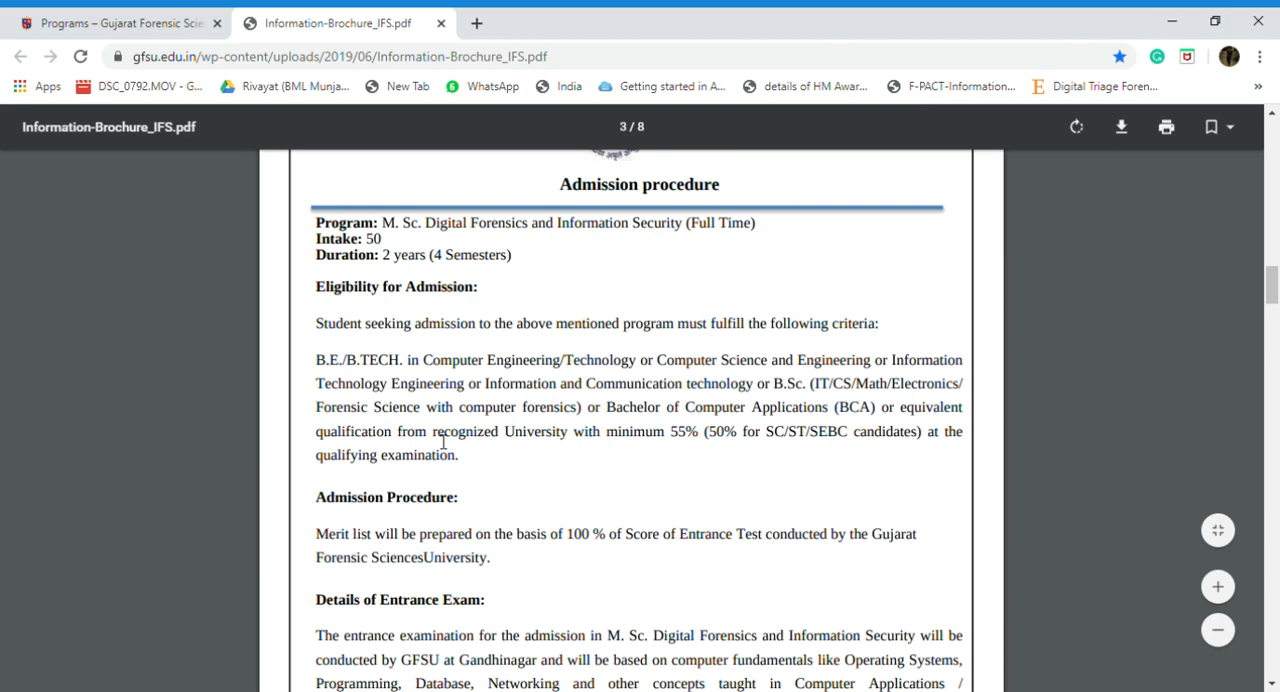 Programs – Gujarat Forensic Scie
Information-Brochure_IFS.pdf
gfsu.edu.in/wp-content/uploads/2019/06/Information-Brochure_IFS.pdf
Apps DSC_0792.MOV - G... Rivayat (BML Munja... New Tab WhatsApp India Getting started in A... details of HM Awar... F-PACT-Information... Digital Triage Foren... »
Information-Brochure_IFS.pdf 3 / 8
Admission procedure
Program: M. Sc. Digital Forensics and Information Security (Full Time)
Intake: 50
Duration: 2 years (4 Semesters)
Eligibility for Admission:
Student seeking admission to the above mentioned program must fulfill the following criteria:
B.E./B.TECH. in Computer Engineering/Technology or Computer Science and Engineering or Information
Technology Engineering or Information and Communication technology or B.Sc. (IT/CS/Math/Electronics/
Forensic Science with computer forensics) or Bachelor of Computer Applications (BCA) or equivalent
qualification from recognized University with minimum 55% (50% for SC/ST/SEBC candidates) at the
qualifying examination.
Admission Procedure:
Merit list will be prepared on the basis of 100 % of Score of Entrance Test conducted by the Gujarat
Forensic SciencesUniversity.
Details of Entrance Exam:
The entrance examination for the admission in M. Sc. Digital Forensics and Information Security will be
conducted by GFSU at Gandhinagar and will be based on computer fundamentals like Operating Systems,
Programming, Database, Networking and other concepts taught in Computer Applications /